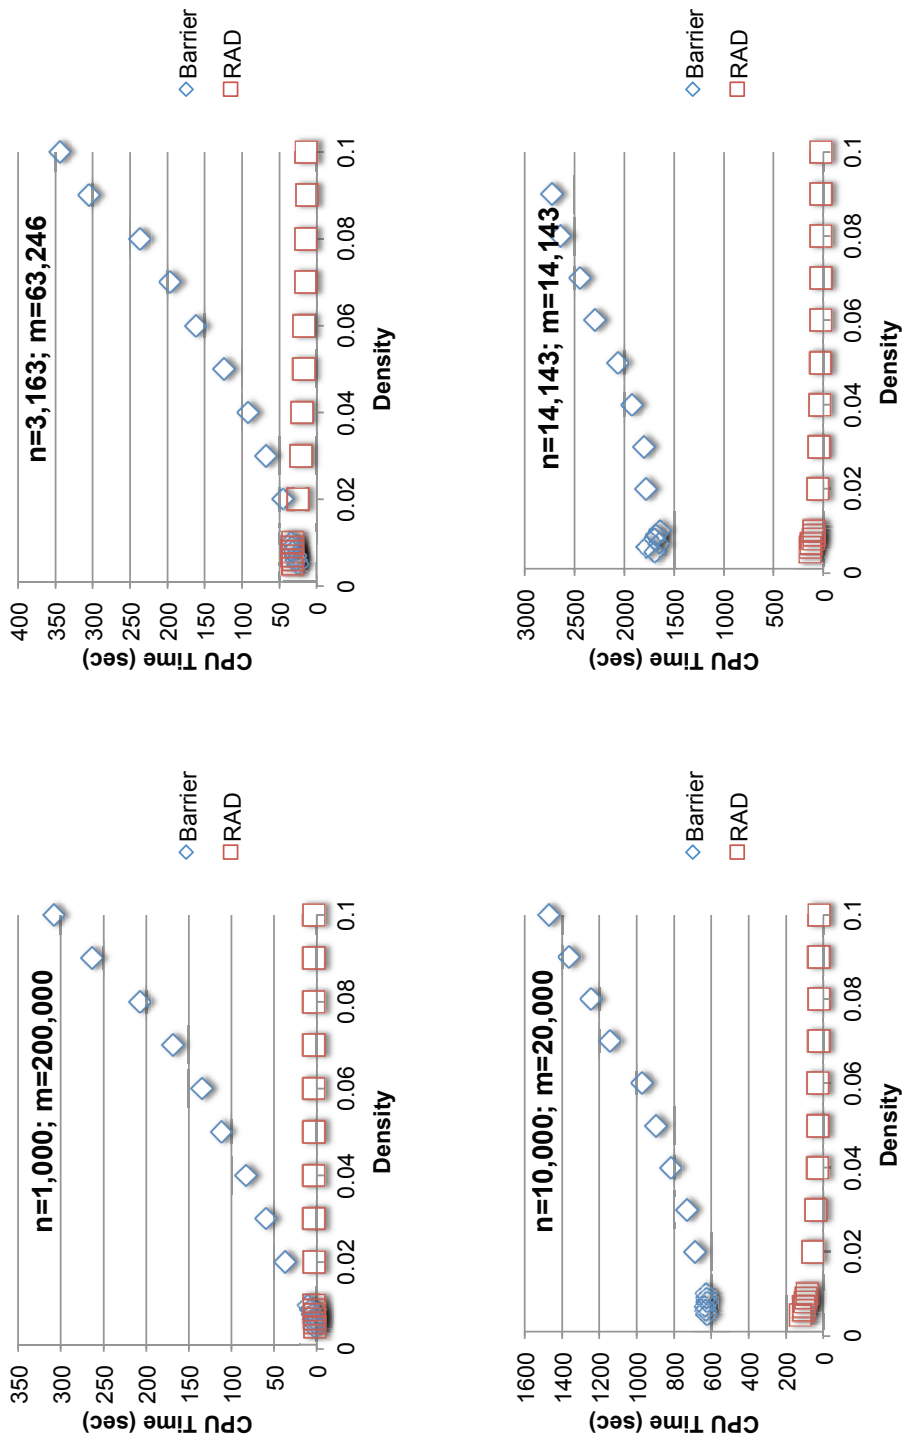 n=1,000; m=200,000
350
300
250
200
150
100
50
0
CPU Time (sec)
0
0.02
0.04
0.06
0.08
0.1
Density
Barrier
RAD
n=3,163; m=63,246
400
350
300
250
200
150
100
50
0
CPU Time (sec)
0
0.02
0.04
0.06
0.08
0.1
Density
Barrier
RAD
n=10,000; m=20,000
1600
1400
1200
1000
800
600
400
200
0
CPU Time (sec)
0
0.02
0.04
0.06
0.08
0.1
Density
Barrier
RAD
n=14,143; m=14,143
3000
2500
2000
1500
1000
500
0
CPU Time (sec)
0
0.02
0.04
0.06
0.08
0.1
Density
Barrier
RAD